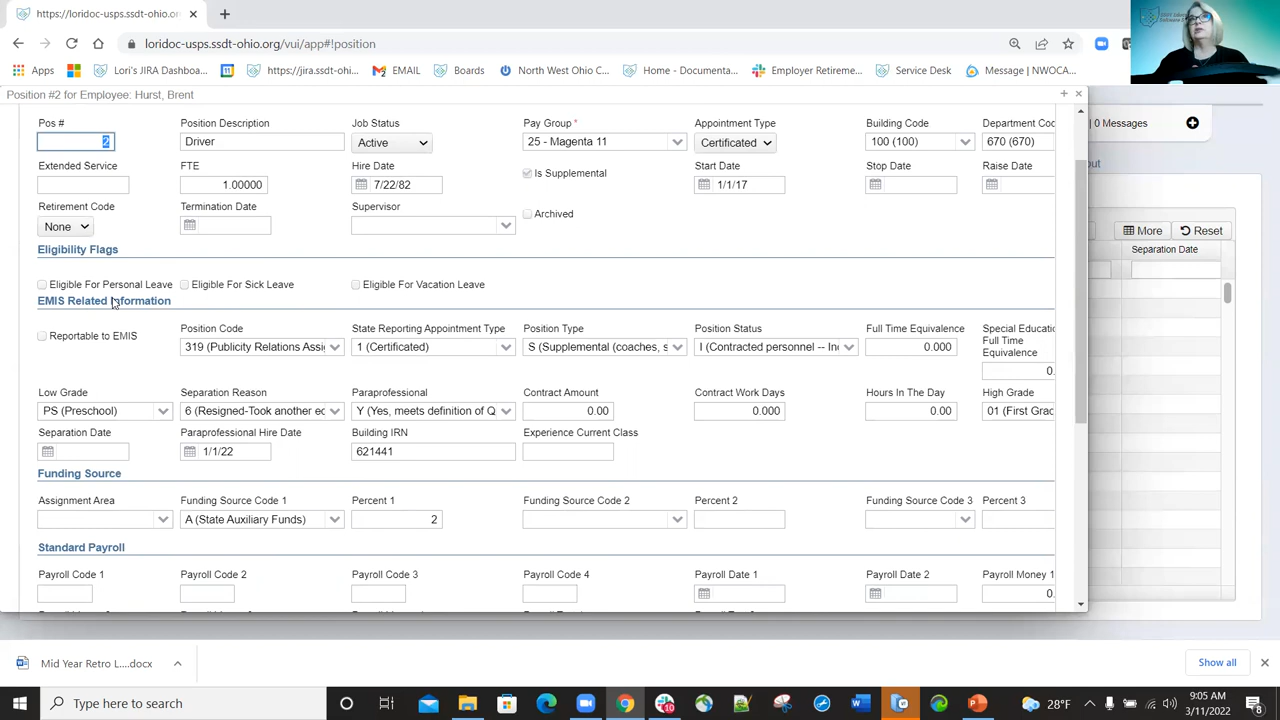 https://loridoc-usps.ssdt-ohio.org
loridoc-usps.ssdt-ohio.org/vui/app#!position
Apps Lori's JIRA Dashboa... https://jira.ssdt-ohi... EMAIL Boards North West Ohio C... Home - Documenta... Employer Retireme... Service Desk Message | NWOCA...
Position #2 for Employee: Hurst, Brent
| 0 Messages
Pos # Position Description Job Status Pay Group * Appointment Type Building Code Department Coc
2 Driver Active 25 - Magenta 11 Certificated 100 (100) 670 (670)
Extended Service FTE Hire Date Is Supplemental Start Date Stop Date Raise Date
1.00000 7/22/82 1/1/17
Retirement Code Termination Date Supervisor Archived
None
More Reset
Separation Date
Eligibility Flags
Eligible For Personal Leave Eligible For Sick Leave Eligible For Vacation Leave
EMIS Related Information
Reportable to EMIS Position Code State Reporting Appointment Type Position Type Position Status Full Time Equivalence Special Educatio
Full Time
Equivalence
319 (Publicity Relations Assi 1 (Certificated) S (Supplemental (coaches, s I (Contracted personnel -- In 0.000
0.
Low Grade Separation Reason Paraprofessional Contract Amount Contract Work Days Hours In The Day High Grade
PS (Preschool) 6 (Resigned-Took another ec Y (Yes, meets definition of Q 0.00 0.000 0.00 01 (First Grac
Separation Date Paraprofessional Hire Date Building IRN Experience Current Class
1/1/22 621441
Funding Source
Assignment Area Funding Source Code 1 Percent 1 Funding Source Code 2 Percent 2 Funding Source Code 3 Percent 3
A (State Auxiliary Funds) 2
Standard Payroll
Payroll Code 1 Payroll Code 2 Payroll Code 3 Payroll Code 4 Payroll Date 1 Payroll Date 2 Payroll Money 1
0.
Mid Year Retro L....docx Show all
Type here to search 10 28°F 9:05 AM
3/11/2022 8